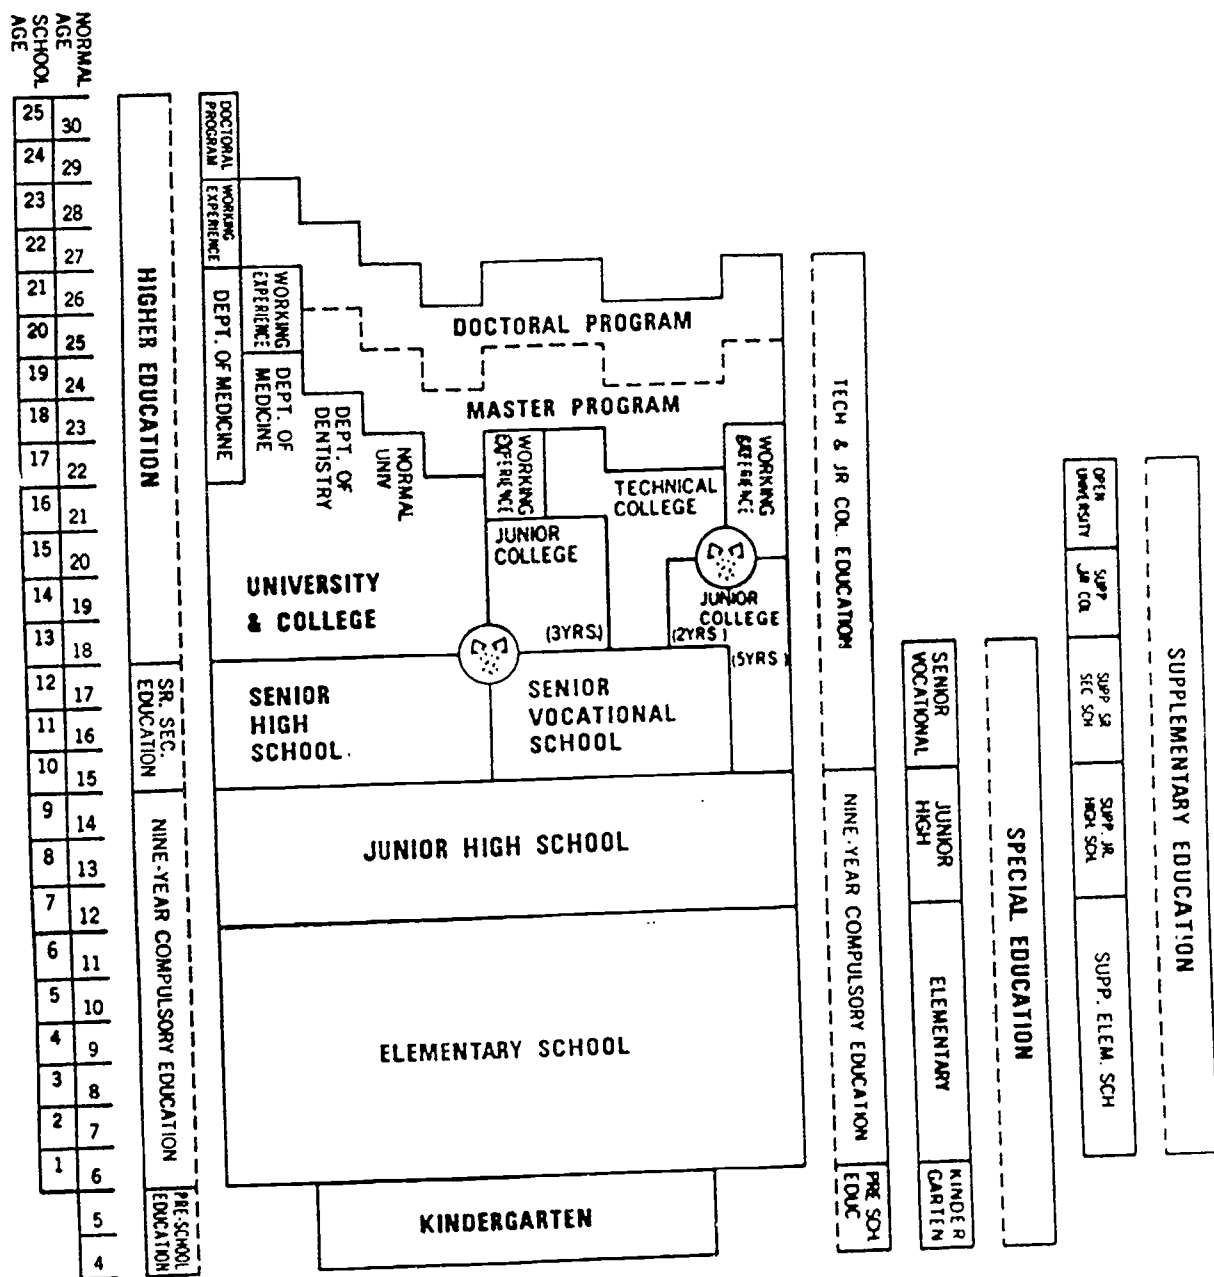 NORMAL
AGE
SCHOOL
AGE
25 30
24 29
23 28
22 27
21 26
20 25
19 24
18 23
17 22
16 21
15 20
14 19
13 18
12 17
11 16
10 15
9 14
8 13
7 12
6 11
5 10
4 9
3 8
2 7
1 6
5
4
HIGHER EDUCATION
SR. SEC.
EDUCATION
NINE-YEAR COMPULSORY EDUCATION
PRE-SCHOOL
EDUCATION
DOCTORAL
PROGRAM
WORKING
EXPERIENCE
DEPT. OF MEDICINE
WORKING
EXPERIENCE
DEPT. OF
MEDICINE
DEPT. OF
DENTISTRY
NORMAL
UNIV
DOCTORAL PROGRAM
MASTER PROGRAM
WORKING
EXPERIENCE
TECHNICAL
COLLEGE
WORKING
EXPERIENCE
JUNIOR
COLLEGE
(3YRS.)
JUNIOR
COLLEGE
(2YRS)
(5YRS)
UNIVERSITY
& COLLEGE
SENIOR
HIGH
SCHOOL.
SENIOR
VOCATIONAL
SCHOOL
JUNIOR HIGH SCHOOL
ELEMENTARY SCHOOL
KINDERGARTEN
TECH & JR COL. EDUCATION
NINE-YEAR COMPULSORY EDUCATION
PRE SCH
EDUC
SENIOR
VOCATIONAL
JUNIOR
HIGH
ELEMENTARY
KINDER
GARTEN
SPECIAL EDUCATION
OPEN
UNIVERSITY
SUPP
JR COL
SUPP SR
SEC SCH
SUPP. JR.
HIGH SCH.
SUPP. ELEM. SCH
SUPPLEMENTARY EDUCATION